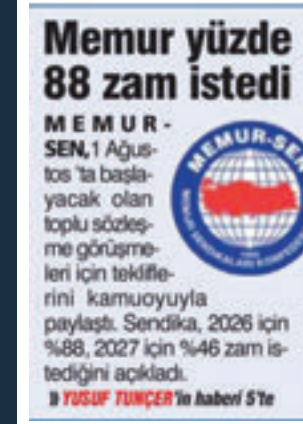 Memur yüzde
88 zam istedi
MEMUR-
SEN, 1 Ağus-
tos 'ta başla-
yacak olan
toplu sözleş-
me görüşme-
leri için teklifle-
rini kamuoyuyla
paylaştı. Sendika, 2026 için
%88, 2027 için %46 zam is-
tediğini açıkladı.
YUSUF TUNÇER'in haberi 5'te
MEMUR-SEN